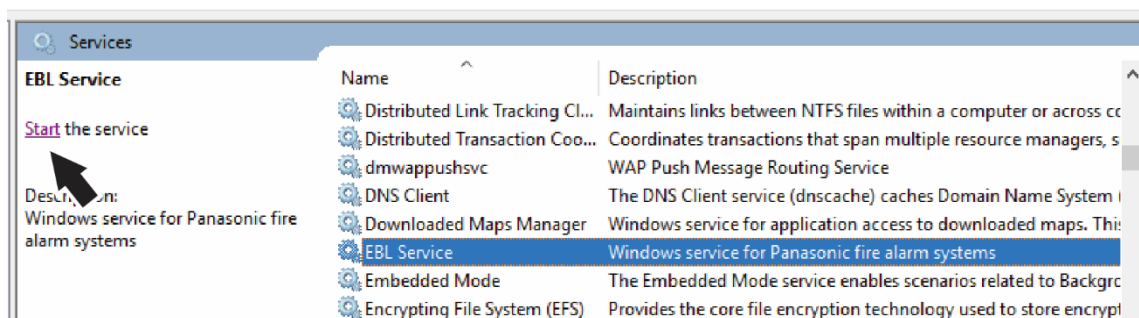 Services
EBL Service
Start the service
Description:
Windows service for Panasonic fire
alarm systems
Name Description
Distributed Link Tracking Cl... Maintains links between NTFS files within a computer or across
Distributed Transaction Coo... Coordinates transactions that span multiple resource managers,
dmwappushsvc WAP Push Message Routing Service
DNS Client The DNS Client service (dnscache) caches Domain Name System
Downloaded Maps Manager Windows service for application access to downloaded maps.
EBL Service Windows service for Panasonic fire alarm systems
Embedded Mode The Embedded Mode service enables scenarios related to
Encrypting File System (EFS) Provides the core file encryption technology used to store